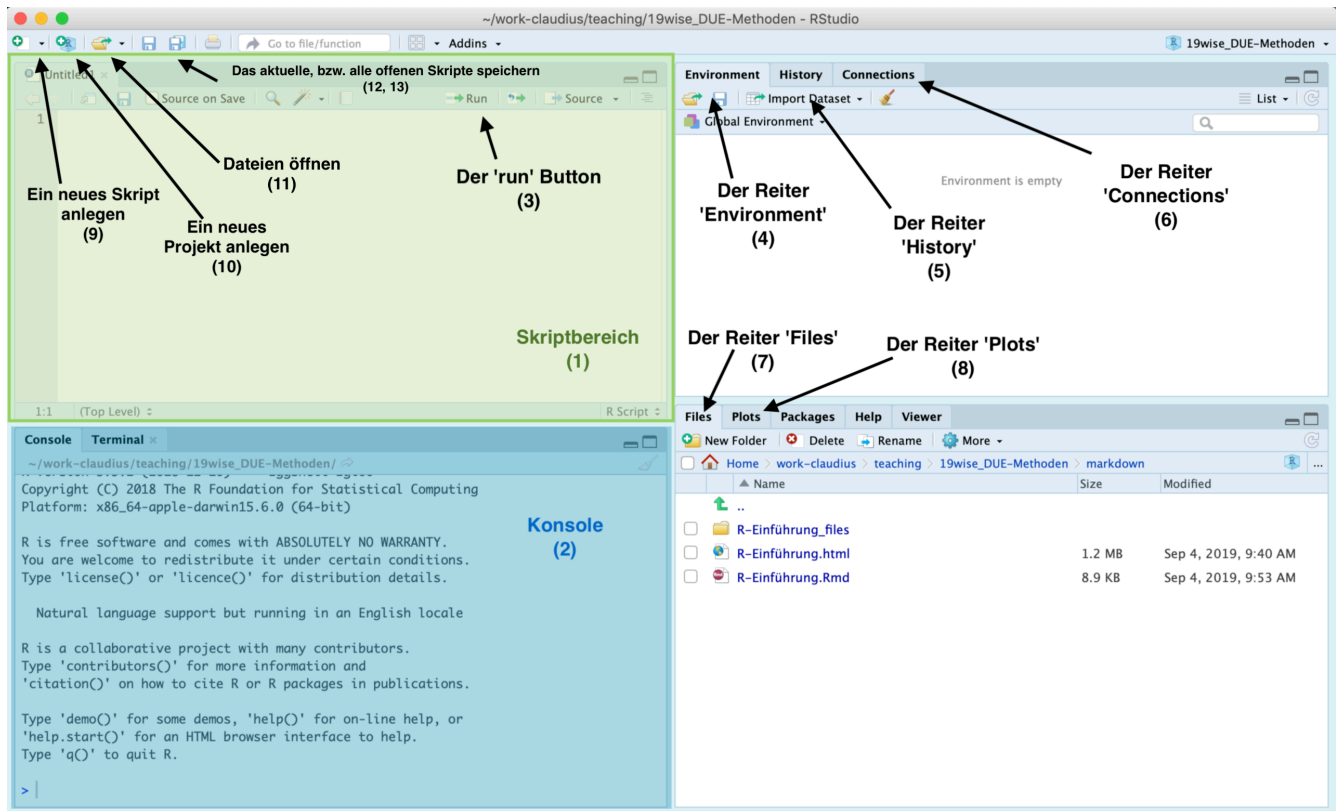 ~/work-claudius/teaching/19wise_DUE-Methoden - RStudio
Go to file/function
Addins
19wise_DUE-Methoden
Das aktuelle, bzw. alle offenen Skripte speichern
(12, 13)
Source on Save
Run
Source
1
Dateien öffnen
(11)
Der 'run' Button
(3)
Ein neues Skript
anlegen
(9)
Ein neues
Projekt anlegen
(10)
Skriptbereich
(1)
1:1 (Top Level) R Script
Environment History Connections
Import Dataset
List
Global Environment
Environment is empty
Der Reiter
'Environment'
(4)
Der Reiter
'History'
(5)
Der Reiter
'Connections'
(6)
Der Reiter 'Files'
(7)
Der Reiter 'Plots'
(8)
Console Terminal
~/work-claudius/teaching/19wise_DUE-Methoden/
Copyright (C) 2018 The R Foundation for Statistical Computing
Platform: x86_64-apple-darwin15.6.0 (64-bit)
R is free software and comes with ABSOLUTELY NO WARRANTY.
You are welcome to redistribute it under certain conditions.
Type 'license()' or 'licence()' for distribution details.
Natural language support but running in an English locale
R is a collaborative project with many contributors.
Type 'contributors()' for more information and
'citation()' on how to cite R or R packages in publications.
Type 'demo()' for some demos, 'help()' for on-line help, or
'help.start()' for an HTML browser interface to help.
Type 'q()' to quit R.
>
Konsole
(2)
Files Plots Packages Help Viewer
New Folder Delete Rename More
Home > work-claudius > teaching > 19wise_DUE-Methoden > markdown ...
Name Size Modified
..
R-Einführung_files
R-Einführung.html 1.2 MB Sep 4, 2019, 9:40 AM
R-Einführung.Rmd 8.9 KB Sep 4, 2019, 9:53 AM